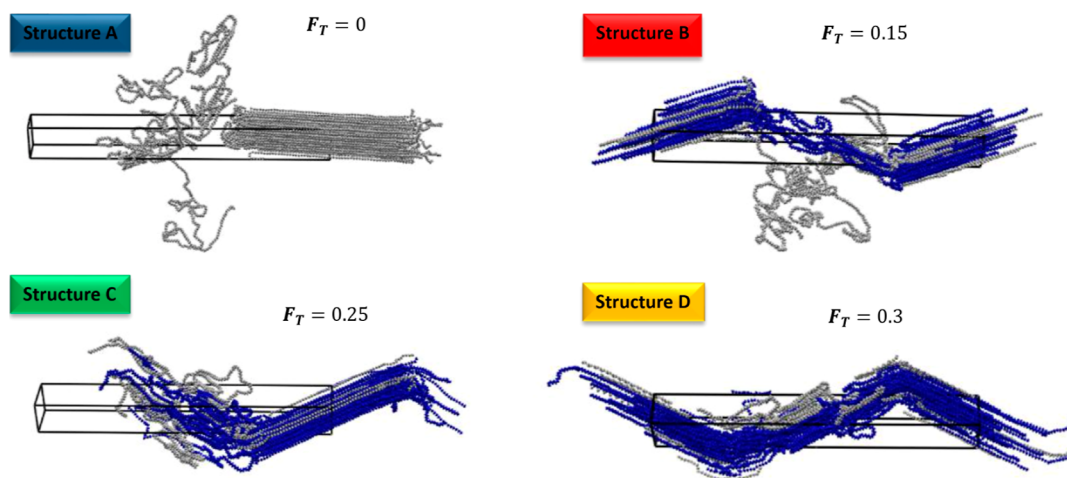 Structure A
F_T = 0
Structure B
F_T = 0.15
Structure C
F_T = 0.25
Structure D
F_T = 0.3